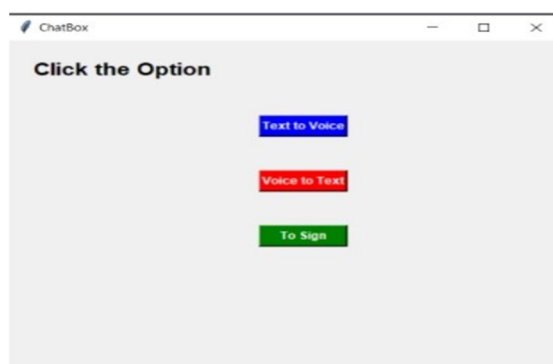 ChatBox
Click the Option
Text to Voice
Voice to Text
To Sign